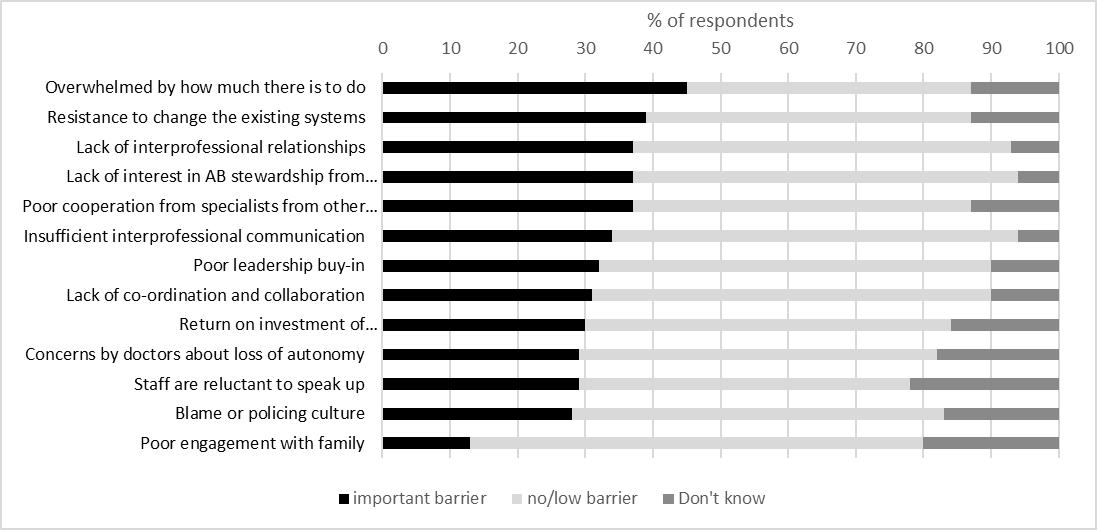 % of respondents
0 10 20 30 40 50 60 70 80 90 100
Overwhelmed by how much there is to do
Resistance to change the existing systems
Lack of interprofessional relationships
Lack of interest in AB stewardship from...
Poor cooperation from specialists from other...
Insufficient interprofessional communication
Poor leadership buy-in
Lack of co-ordination and collaboration
Return on investment of...
Concerns by doctors about loss of autonomy
Staff are reluctant to speak up
Blame or policing culture
Poor engagement with family
important barrier no/low barrier Don't know